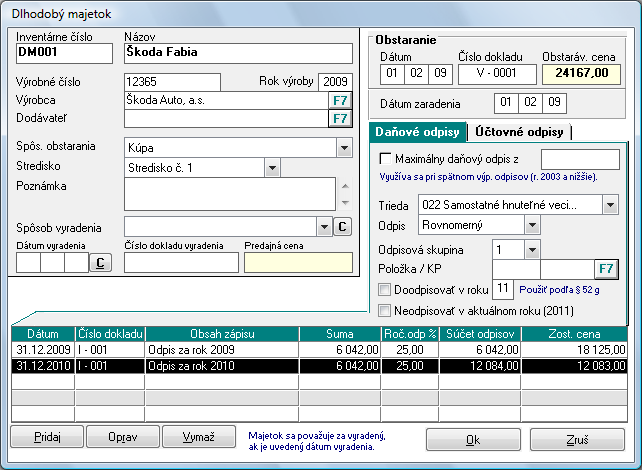 Dlhodobý majetok
Inventárne číslo Názov
DM001 Škoda Fabia
Výrobné číslo 12365 Rok výroby 2009
Výrobca Škoda Auto, a.s. F7
Dodávateľ F7
Spôs. obstarania Kúpa
Stredisko Stredisko č. 1
Poznámka
Spôsob vyradenia C
Dátum vyradenia Číslo dokladu vyradenia Predajná cena
C
Obstaranie
Dátum Číslo dokladu Obstaráv. cena
01 02 09 V - 0001 24167,00
Dátum zaradenia 01 02 09
Daňové odpisy Účtovné odpisy
Maximálny daňový odpis z
Využíva sa pri spätnom výp. odpisov (r. 2003 a nižšie).
Trieda 022 Samostatné hnuteľné veci...
Odpis Rovnomerný
Odpisová skupina 1
Položka / KP F7
Doodpisovať v roku 11 Použiť podľa § 52 g
Neodpisovať v aktuálnom roku (2011)
Dátum Číslo dokladu Obsah zápisu Suma Roč.odp % Súčet odpisov Zost. cena
31.12.2009 I - 001 Odpis za rok 2009 6 042,00 25,00 6 042,00 18 125,00
31.12.2010 I - 001 Odpis za rok 2010 6 042,00 25,00 12 084,00 12 083,00
Pridaj Oprav Vymaž Majetok sa považuje za vyradený,
ak je uvedený dátum vyradenia. Ok Zruš